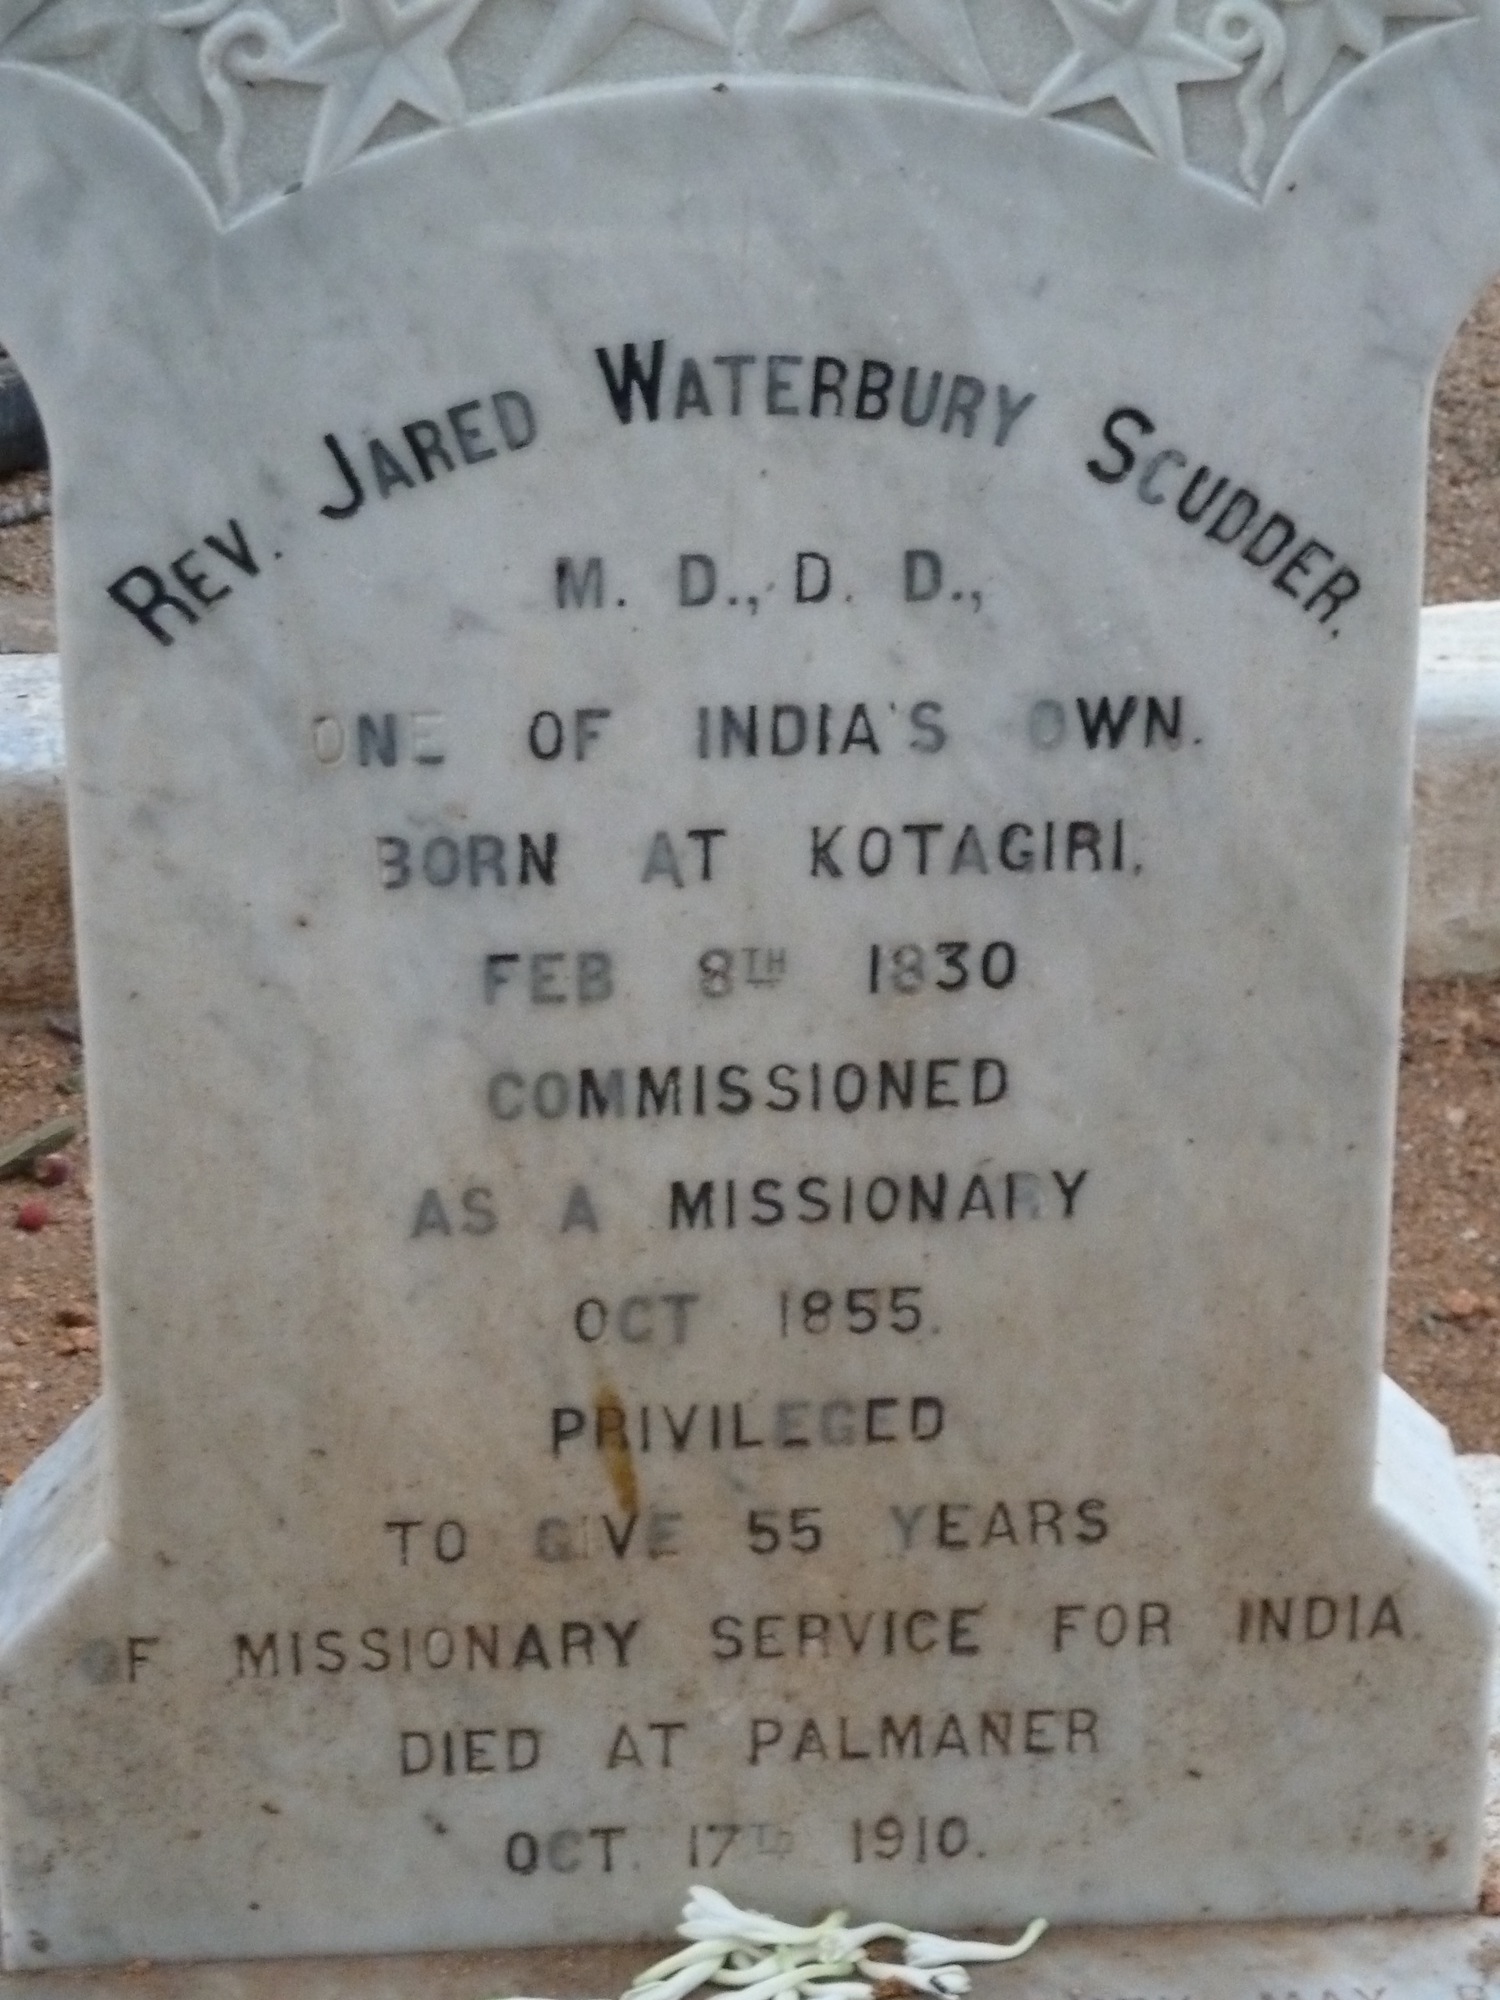 REV. JARED WATERBURY SCUDDER.
M. D., D. D.,
ONE OF INDIA'S OWN.
BORN AT KOTAGIRI.
FEB 8TH 1830
COMMISSIONED
AS A MISSIONARY
OCT 1855.
PRIVILEGED
TO GIVE 55 YEARS
OF MISSIONARY SERVICE FOR INDIA.
DIED AT PALMANER
OCT. 17TH 1910.
MAY